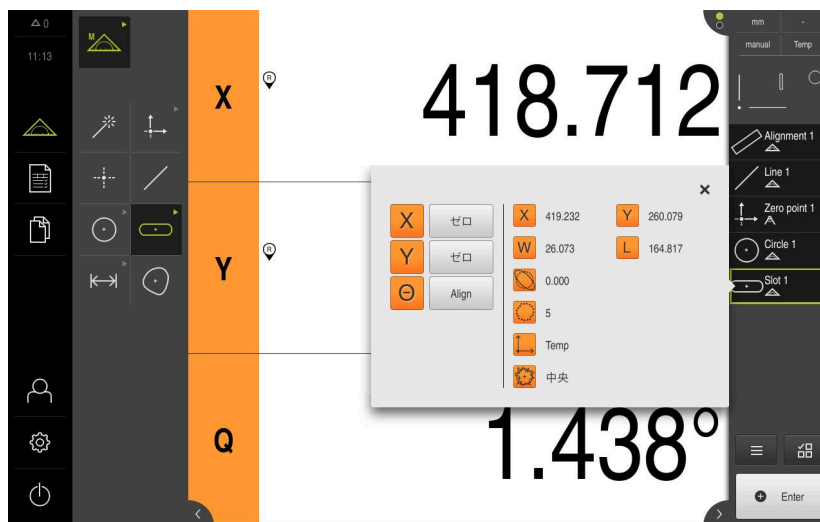 0
11:13
M
X
R
418.712
mm
-
manual
Temp
Alignment 1
Line 1
Zero point 1
Circle 1
Slot 1
Y
R
X ゼロ
Y ゼロ
Θ Align
X 419.232 Y 260.079
W 26.073 L 164.817
0.000
5
Temp
中央
Q
1.438°
Enter